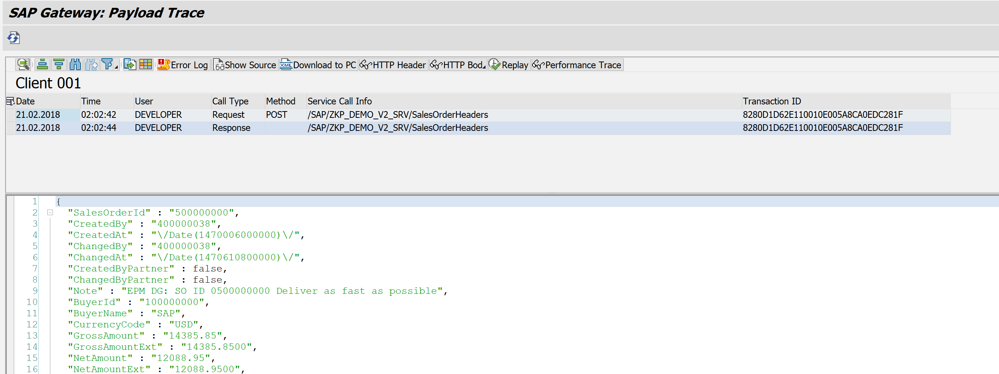 SAP Gateway: Payload Trace
Error Log Show Source XML Download to PC HTTP Header HTTP Bod Replay Performance Trace
Client 001
Date Time User Call Type Method Service Call Info Transaction ID
21.02.2018 02:02:42 DEVELOPER Request POST /SAP/ZKP_DEMO_V2_SRV/SalesOrderHeaders 8280D1D62E110010E005A8CA0EDC281F
21.02.2018 02:02:44 DEVELOPER Response /SAP/ZKP_DEMO_V2_SRV/SalesOrderHeaders 8280D1D62E110010E005A8CA0EDC281F
1 {
2 "SalesOrderId" : "500000000",
3 "CreatedBy" : "400000038",
4 "CreatedAt" : "\/Date(1470006000000)\/",
5 "ChangedBy" : "400000038",
6 "ChangedAt" : "\/Date(1470610800000)\/",
7 "CreatedByPartner" : false,
8 "ChangedByPartner" : false,
9 "Note" : "EPM DG: SO ID 0500000000 Deliver as fast as possible",
10 "BuyerId" : "100000000",
11 "BuyerName" : "SAP",
12 "CurrencyCode" : "USD",
13 "GrossAmount" : "14385.85",
14 "GrossAmountExt" : "14385.8500",
15 "NetAmount" : "12088.95",
16 "NetAmountExt" : "12088.9500",